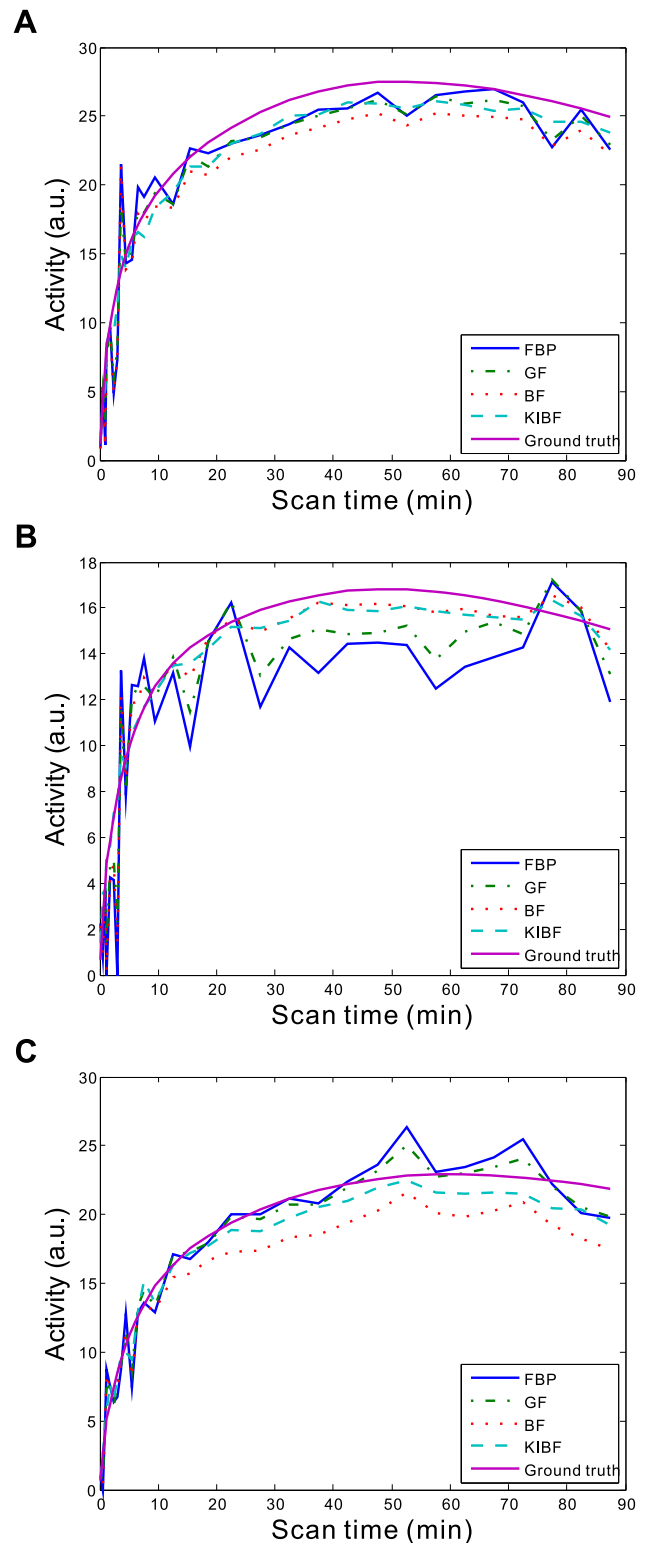 A
30
25
20
15
10
5
0
Activity (a.u.)
FBP
GF
BF
KIBF
Ground truth
0 10 20 30 40 50 60 70 80 90
Scan time (min)
B
18
16
14
12
10
8
6
4
2
0
Activity (a.u.)
FBP
GF
BF
KIBF
Ground truth
0 10 20 30 40 50 60 70 80 90
Scan time (min)
C
30
25
20
15
10
5
0
Activity (a.u.)
FBP
GF
BF
KIBF
Ground truth
0 10 20 30 40 50 60 70 80 90
Scan time (min)